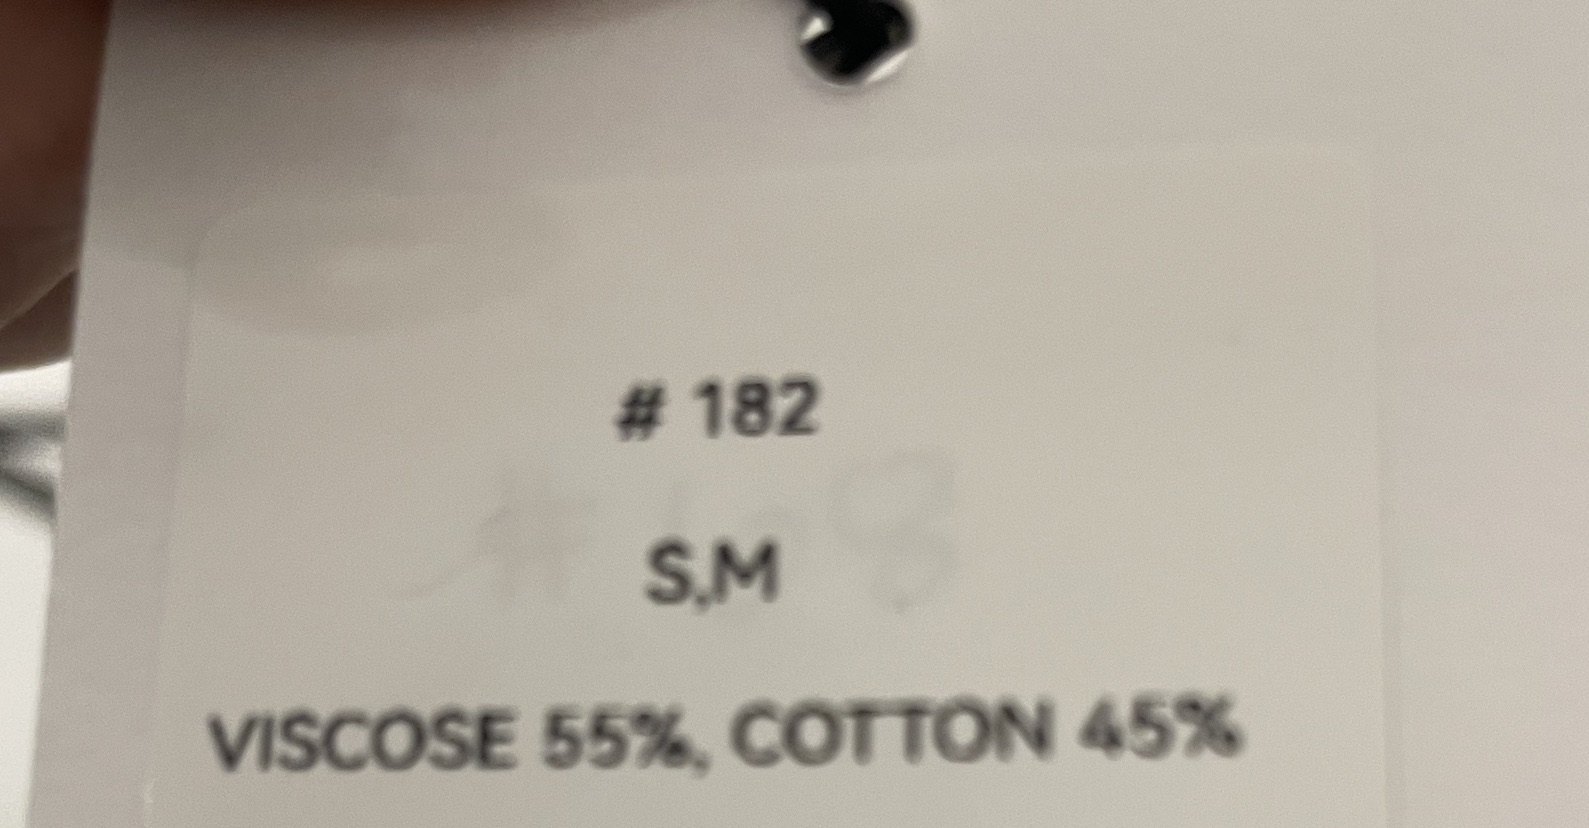 # 182
S,M
VISCOSE 55%, COTTON 45%